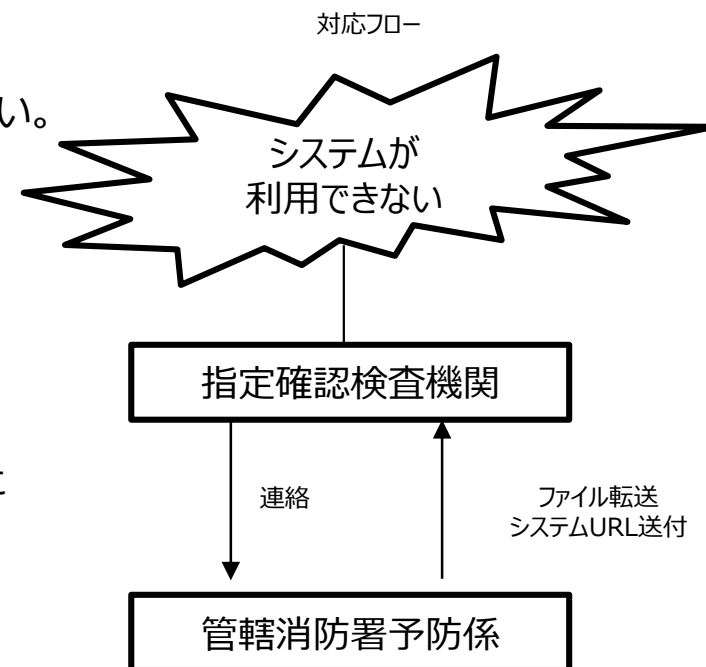 対応フロー
い。
システムが
利用できない
指定確認検査機関
に
連絡
ファイル転送
システムURL送付
管轄消防署予防係